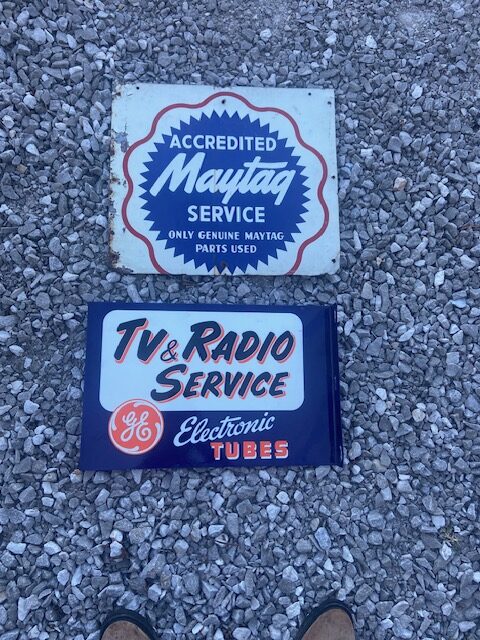 ACCREDITED
Maytag
SERVICE
ONLY GENUINE MAYTAG
PARTS USED
TV & RADIO
SERVICE
GE
Electronic
TUBES